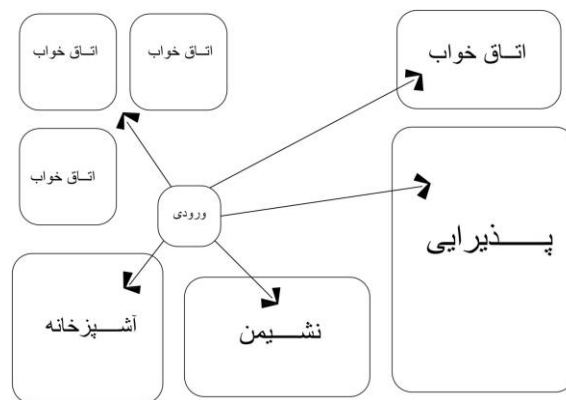 اتاق خواب
اتاق خواب
اتاق خواب
اتاق خواب
ورودی
پذیرایی
آشپزخانه
نشیمن